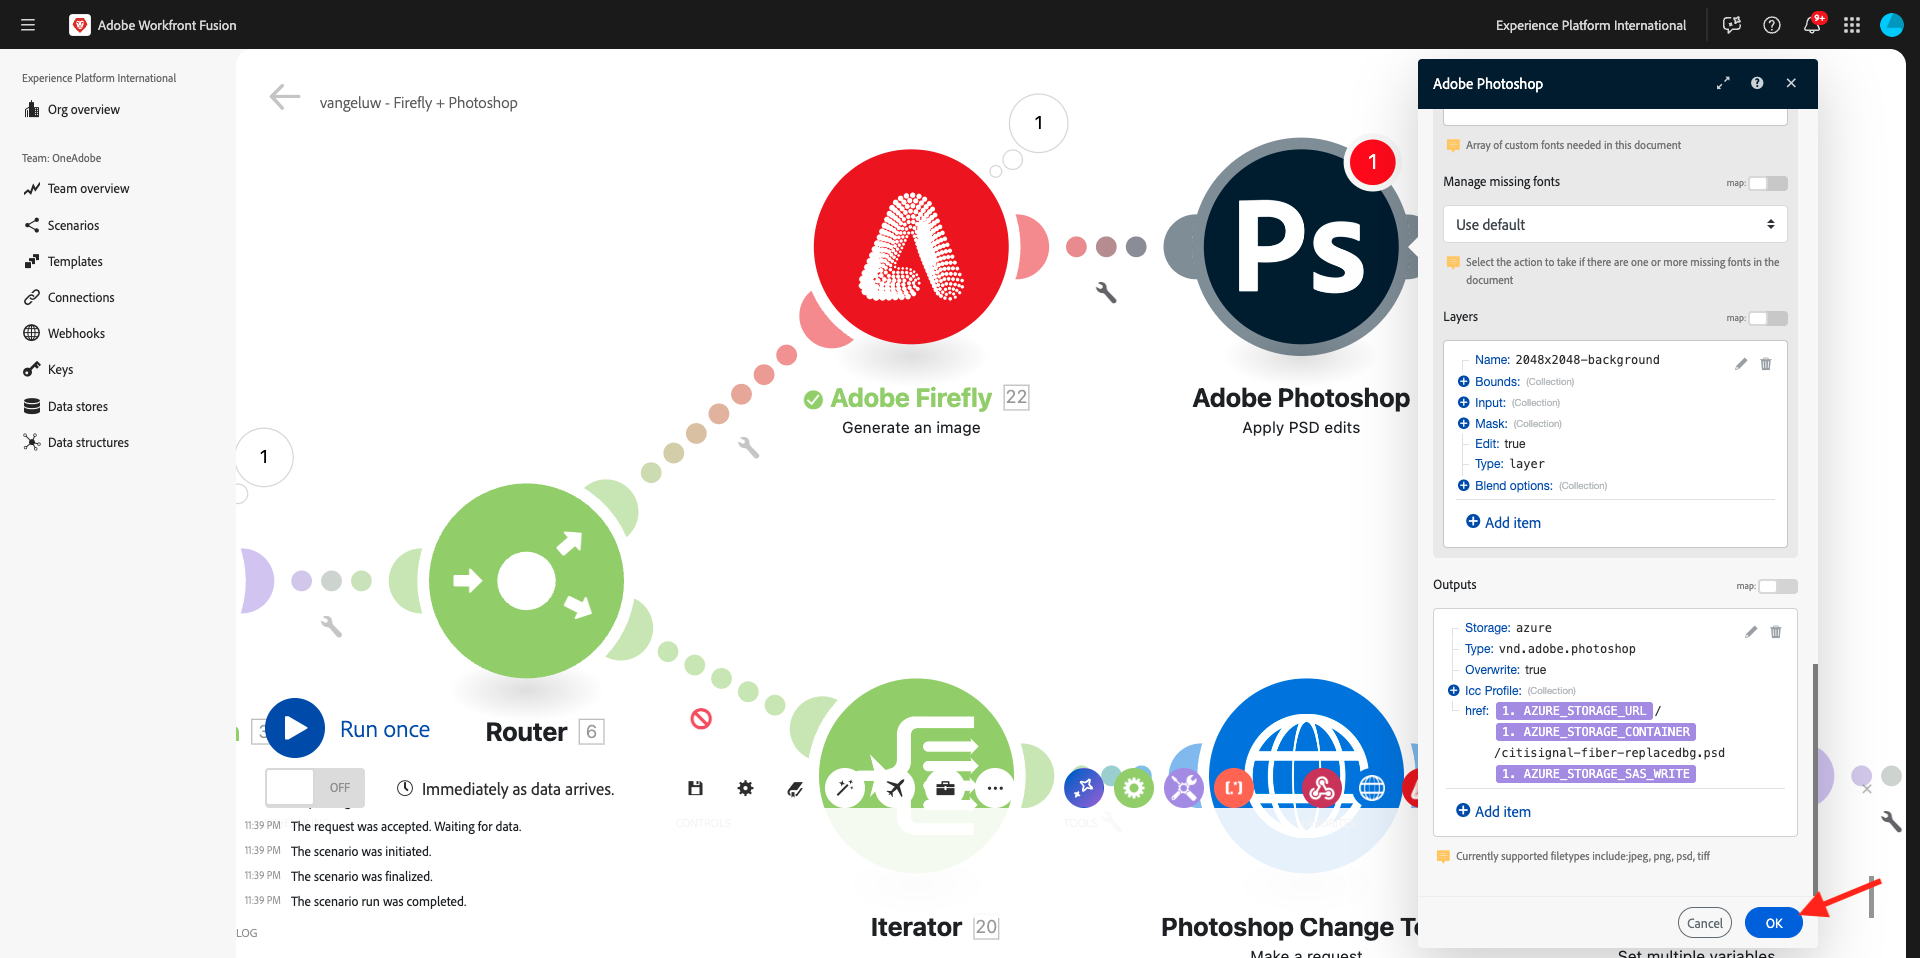 Adobe Workfront Fusion
Experience Platform International
9+
Experience Platform International
Org overview
Team: OneAdobe
Team overview
Scenarios
Templates
Connections
Webhooks
Keys
Data stores
Data structures
vangeluw - Firefly + Photoshop
1
1
Ps
Adobe Firefly 22
Generate an image
Adobe Photoshop
Apply PSD edits
1
Router 6
3
Run once
OFF
Immediately as data arrives.
11:39 PM The request was accepted. Waiting for data.
11:39 PM The scenario was initiated.
11:39 PM The scenario was finalized.
11:39 PM The scenario run was completed.
LOG
CONTROLS
TOOLS
Iterator 20
Photoshop Change Te
Make a request
Set multiple variables
Adobe Photoshop
Array of custom fonts needed in this document
Manage missing fonts
map:
Use default
Select the action to take if there are one or more missing fonts in the
document
Layers
map:
Name: 2048x2048-background
Bounds: (Collection)
Input: (Collection)
Mask: (Collection)
Edit: true
Type: layer
Blend options: (Collection)
Add item
Outputs
map:
Storage: azure
Type: vnd.adobe.photoshop
Overwrite: true
Icc Profile: (Collection)
href: 1. AZURE_STORAGE_URL /
1. AZURE_STORAGE_CONTAINER
/citisignal-fiber-replacedbg.psd
1. AZURE_STORAGE_SAS_WRITE
Add item
Currently supported filetypes include:jpeg, png, psd, tiff
Cancel
OK